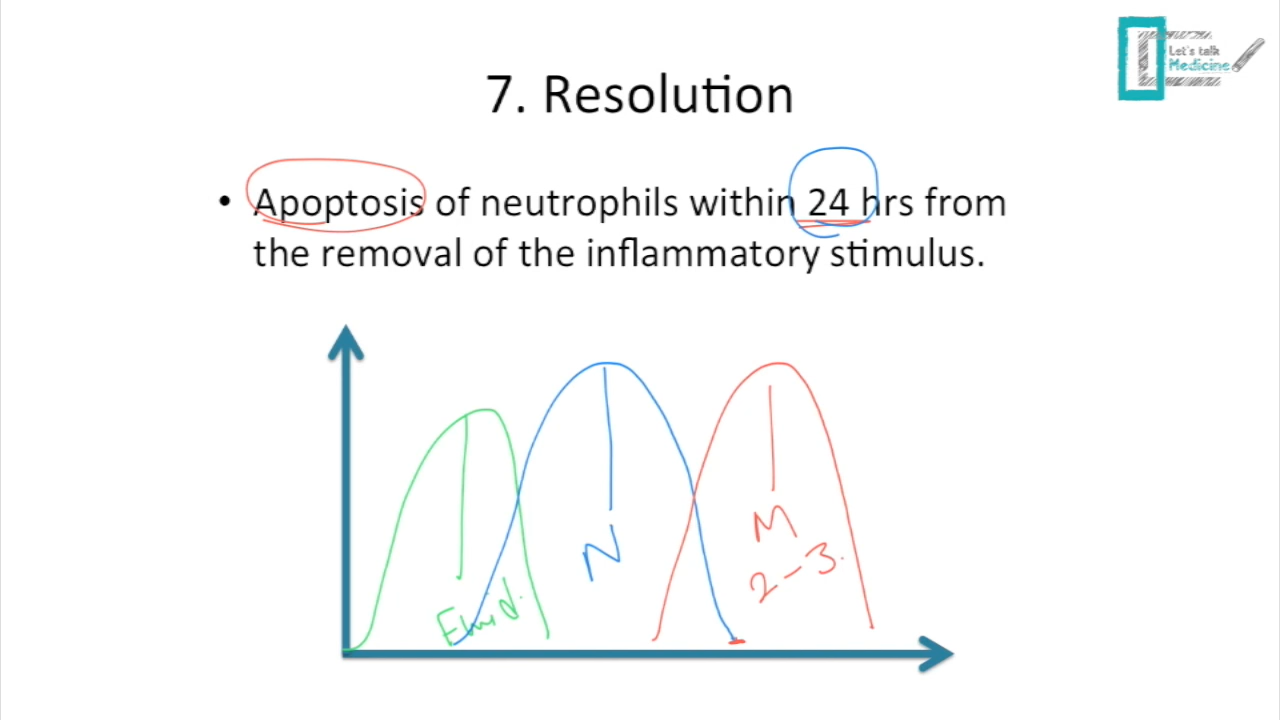 Let's talk
Medicine
7. Resolution
• Apoptosis of neutrophils within 24 hrs from
the removal of the inflammatory stimulus.
Fluid.
N
M
2-3.